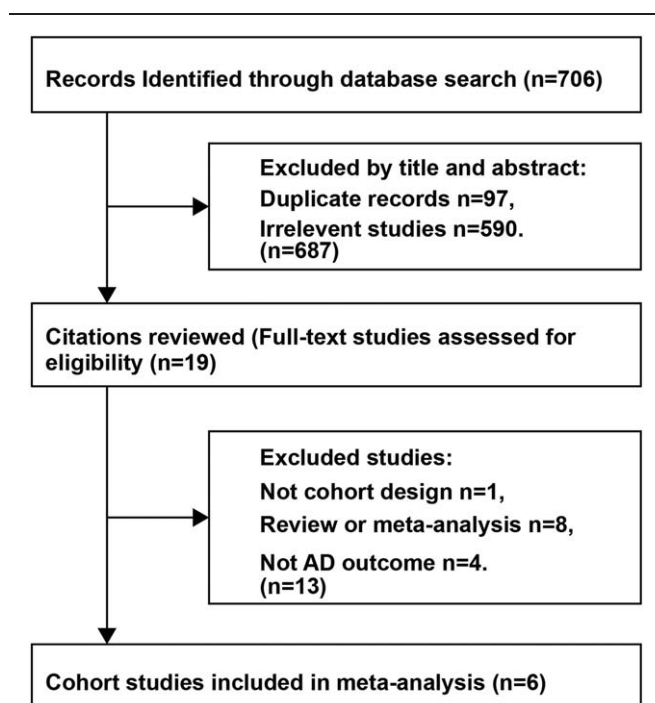 Records Identified through database search (n=706)
Excluded by title and abstract:
Duplicate records n=97,
Irrelevent studies n=590.
(n=687)
Citations reviewed (Full-text studies assessed for
eligibility (n=19)
Excluded studies:
Not cohort design n=1,
Review or meta-analysis n=8,
Not AD outcome n=4.
(n=13)
Cohort studies included in meta-analysis (n=6)